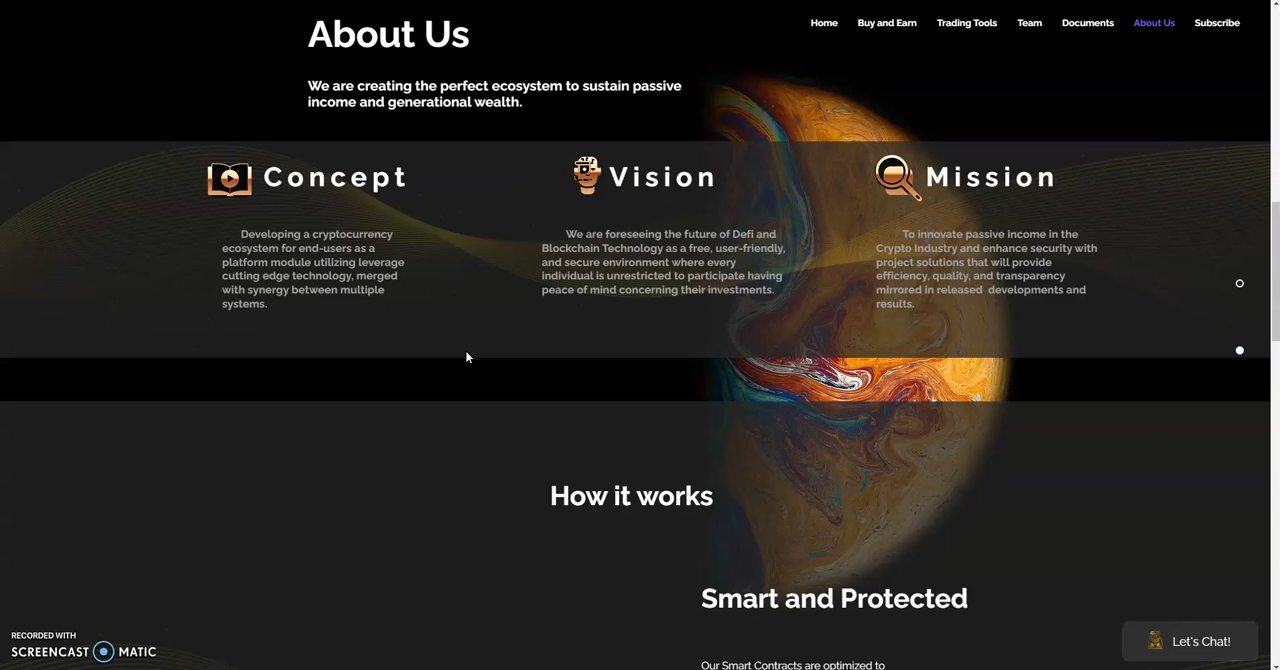 About Us
Home Buy and Earn Trading Tools Team Documents About Us Subscribe
We are creating the perfect ecosystem to sustain passive
income and generational wealth.
Concept
Developing a cryptocurrency
ecosystem for end-users as a
platform module utilizing leverage
cutting edge technology, merged
with synergy between multiple
systems.
Vision
We are foreseeing the future of Defi and
Blockchain Technology as a free, user-friendly,
and secure environment where every
individual is unrestricted to participate having
peace of mind concerning their investments.
Mission
To innovate passive income in the
Crypto Industry and enhance security with
project solutions that will provide
efficiency, quality, and transparency
mirrored in released developments and
results.
How it works
Smart and Protected
Our Smart Contracts are optimized to
RECORDED WITH
SCREENCAST MATIC
Let's Chat!